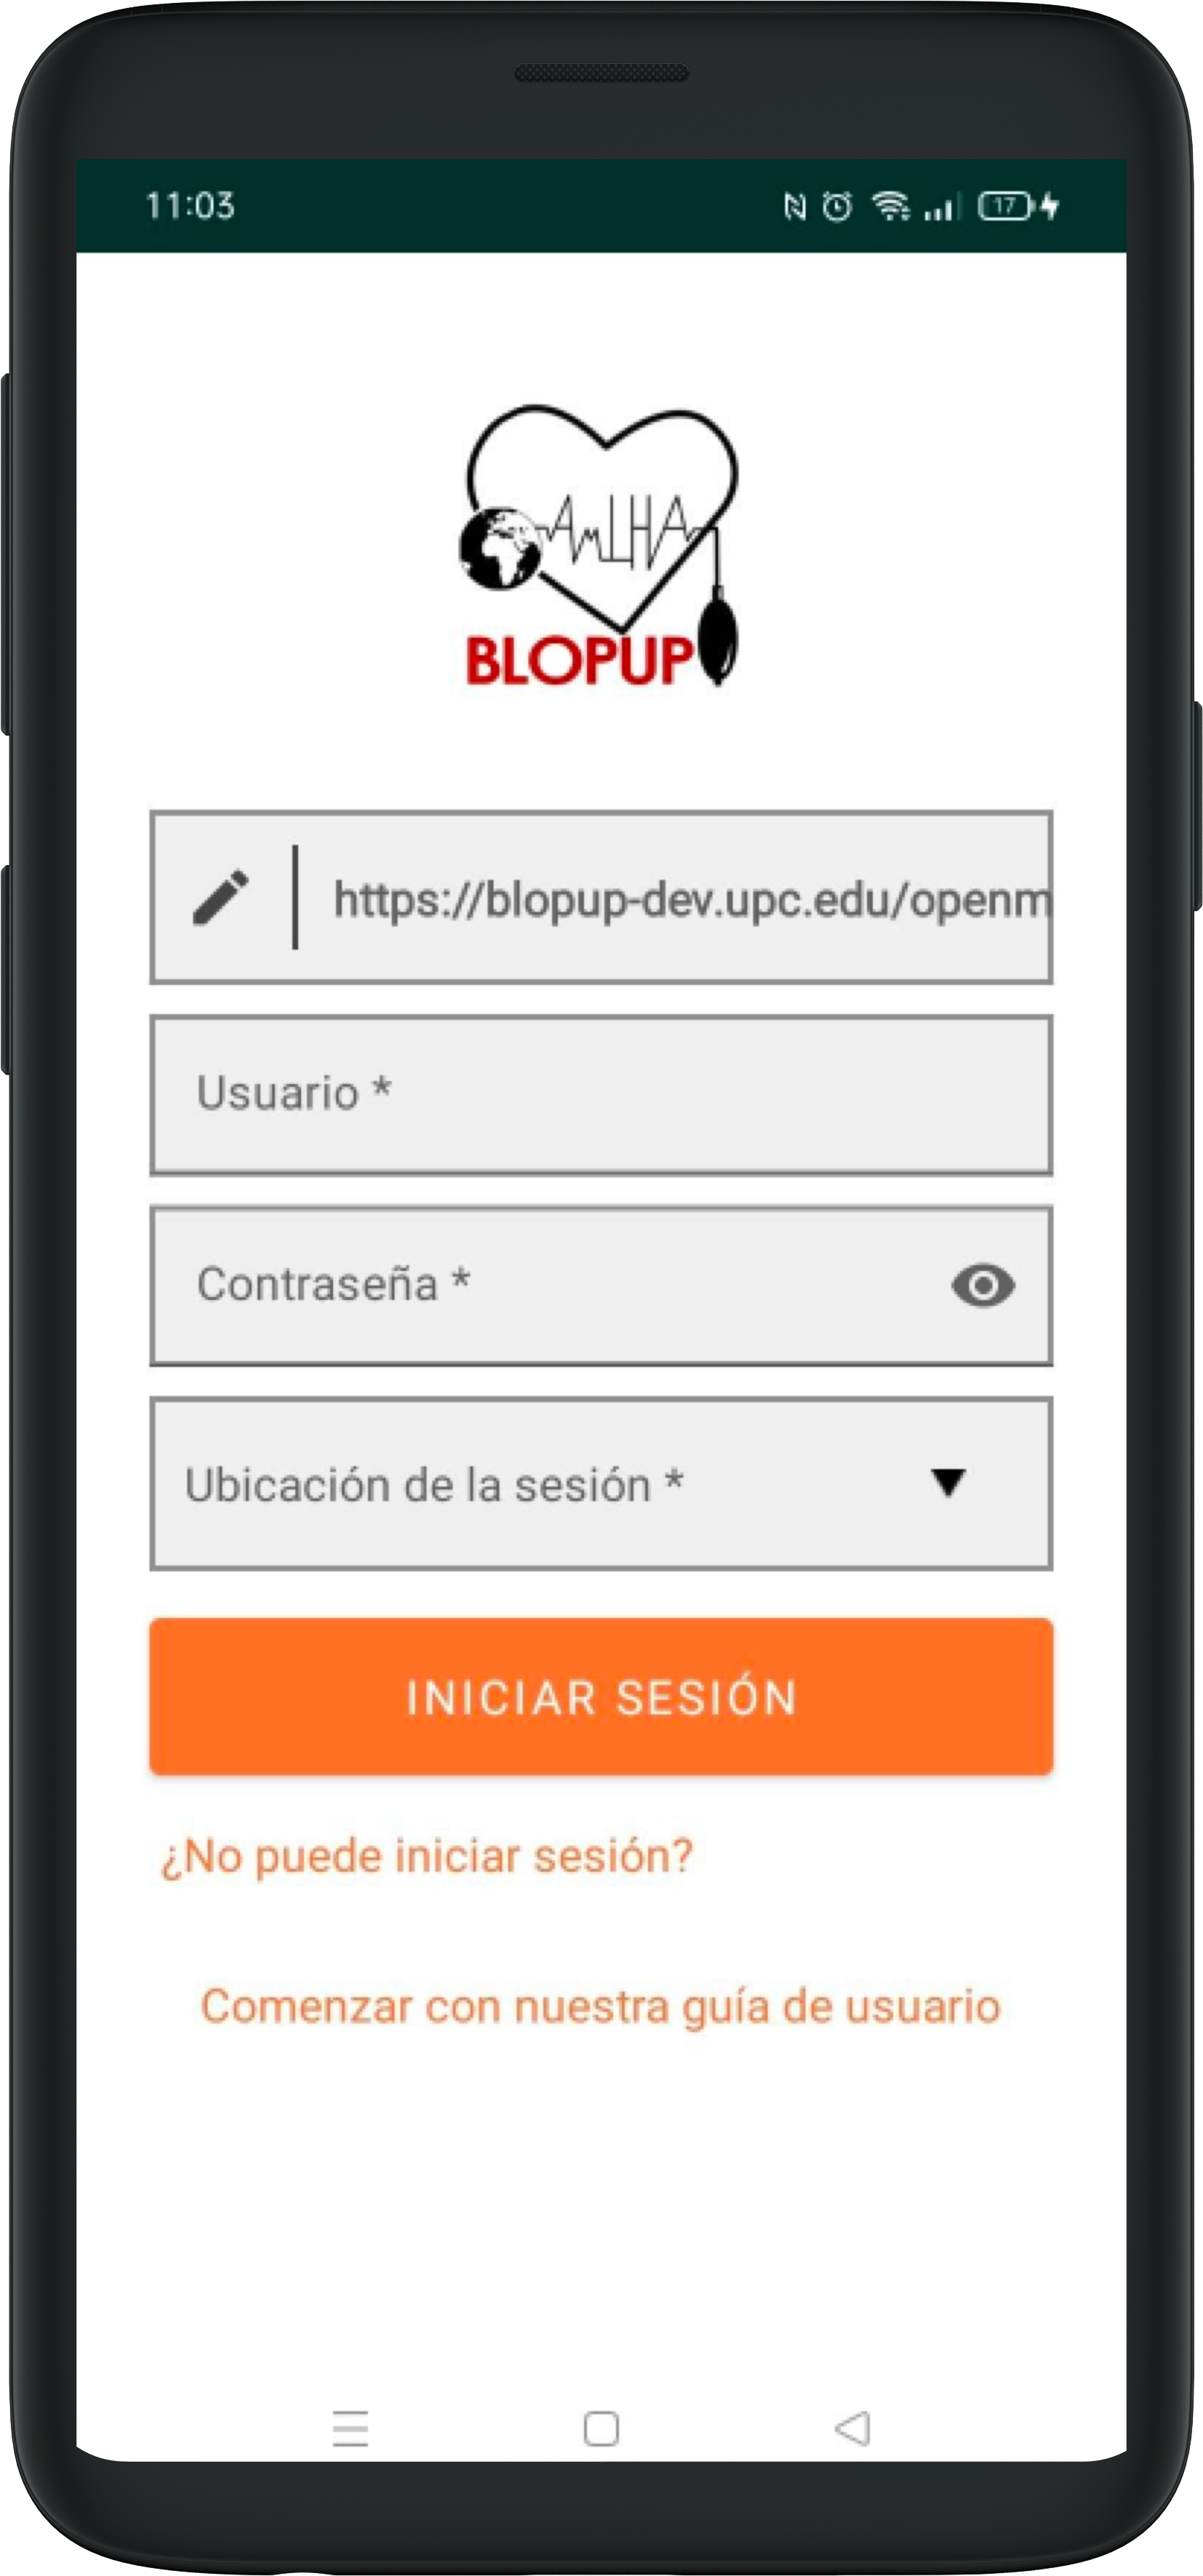 11:03
17
AMLHA
BLOPUP
https://blopup-dev.upc.edu/openm
Usuario *
Contraseña *
Ubicación de la sesión *
INICIAR SESIÓN
¿No puede iniciar sesión?
Comenzar con nuestra guía de usuario